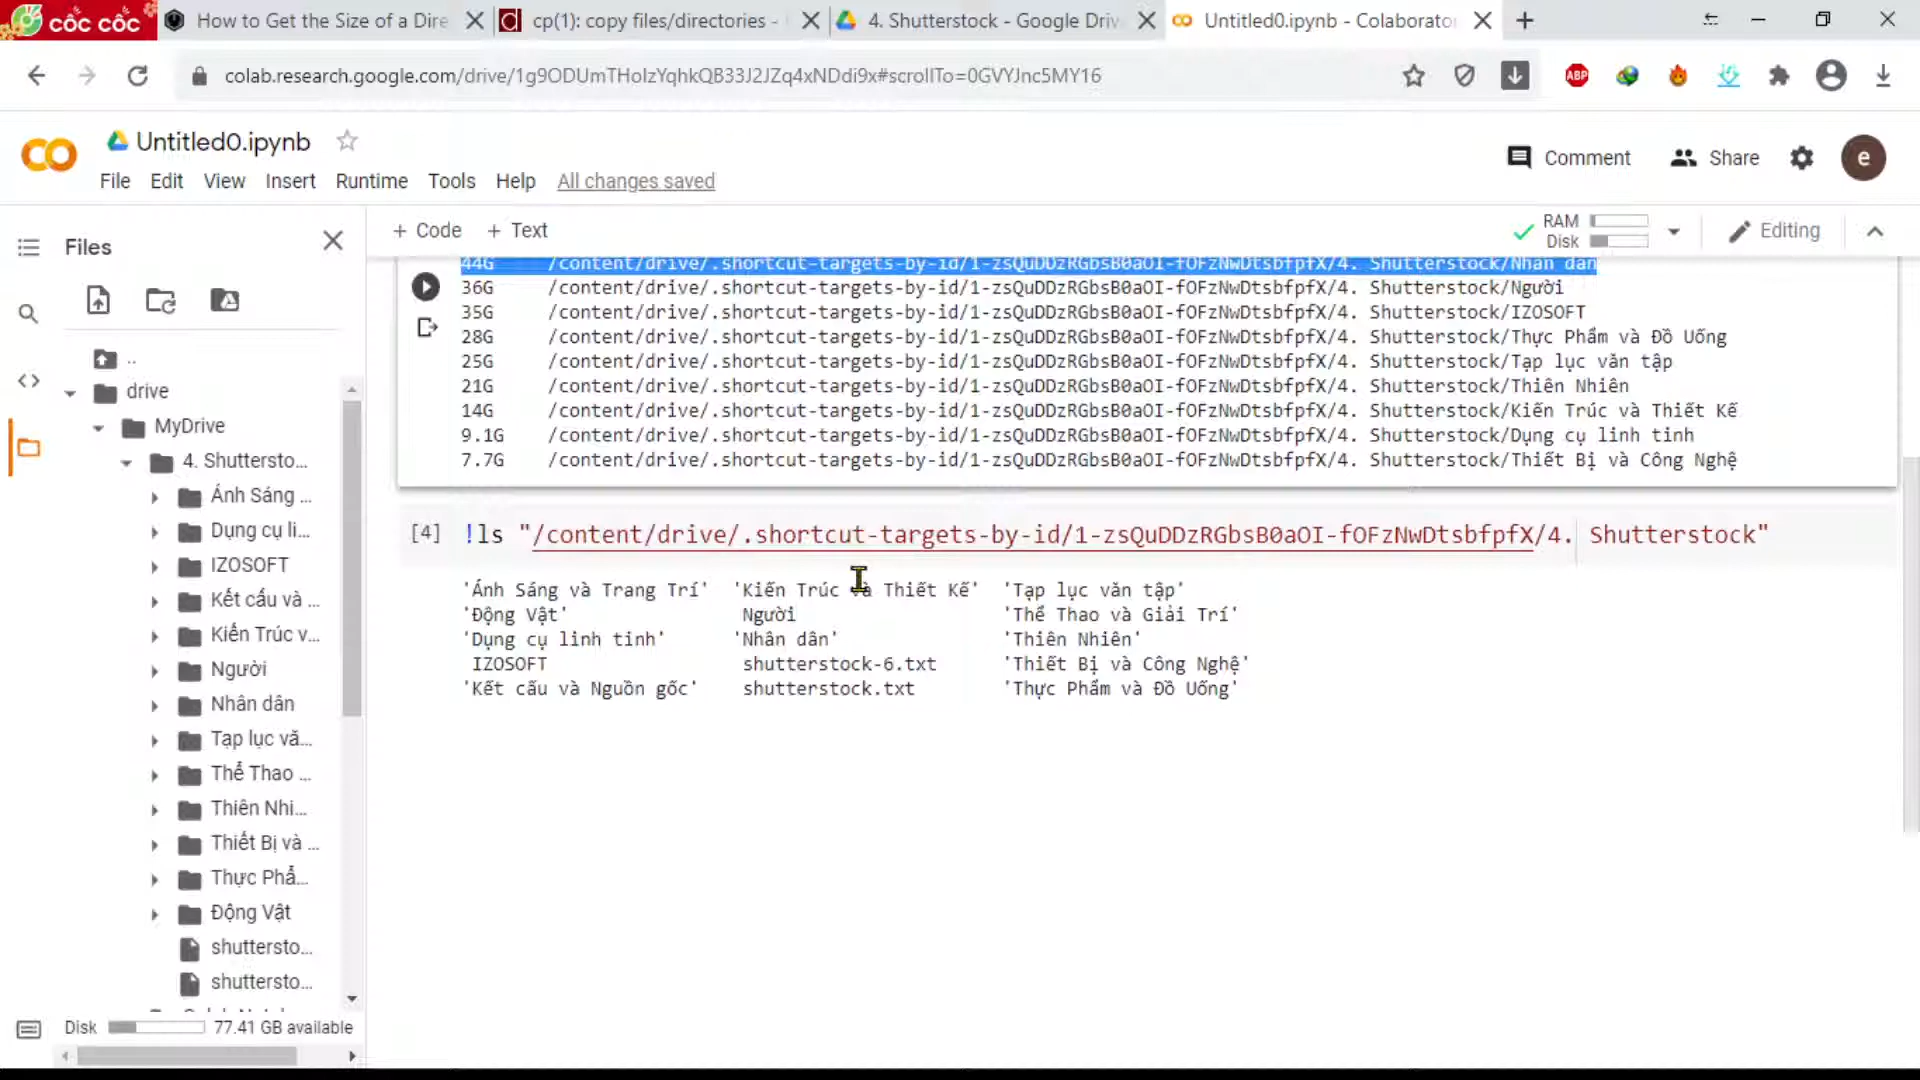 cốc cốc
How to Get the Size of a Dire
cp(1): copy files/directories -
4. Shutterstock - Google Driv
Untitled0.ipynb - Colaborato
colab.research.google.com/drive/1g9ODUmTHoIzYqhkQB33J2JZq4xNDdi9x#scrollTo=0GVYJnc5MY16
ABP
Untitled0.ipynb
Comment
Share
e
File Edit View Insert Runtime Tools Help All changes saved
Files
+ Code + Text
RAM
Disk
Editing
44G /content/drive/.shortcut-targets-by-id/1-zsQuDDzRGbsB0aOI-fOFzNwDtsbfpfX/4. Shutterstock/Nhân dân
36G /content/drive/.shortcut-targets-by-id/1-zsQuDDzRGbsB0aOI-fOFzNwDtsbfpfX/4. Shutterstock/Người
35G /content/drive/.shortcut-targets-by-id/1-zsQuDDzRGbsB0aOI-fOFzNwDtsbfpfX/4. Shutterstock/IZOSOFT
28G /content/drive/.shortcut-targets-by-id/1-zsQuDDzRGbsB0aOI-fOFzNwDtsbfpfX/4. Shutterstock/Thực Phẩm và Đồ Uống
25G /content/drive/.shortcut-targets-by-id/1-zsQuDDzRGbsB0aOI-fOFzNwDtsbfpfX/4. Shutterstock/Tạp lục văn tập
21G /content/drive/.shortcut-targets-by-id/1-zsQuDDzRGbsB0aOI-fOFzNwDtsbfpfX/4. Shutterstock/Thiên Nhiên
14G /content/drive/.shortcut-targets-by-id/1-zsQuDDzRGbsB0aOI-fOFzNwDtsbfpfX/4. Shutterstock/Kiến Trúc và Thiết Kế
9.1G /content/drive/.shortcut-targets-by-id/1-zsQuDDzRGbsB0aOI-fOFzNwDtsbfpfX/4. Shutterstock/Dụng cụ linh tinh
7.7G /content/drive/.shortcut-targets-by-id/1-zsQuDDzRGbsB0aOI-fOFzNwDtsbfpfX/4. Shutterstock/Thiết Bị và Công Nghệ
[4] !ls "/content/drive/.shortcut-targets-by-id/1-zsQuDDzRGbsB0aOI-fOFzNwDtsbfpfX/4. Shutterstock"
'Ánh Sáng và Trang Trí' 'Kiến Trúc và Thiết Kế' 'Tạp lục văn tập'
'Động Vật' Người 'Thể Thao và Giải Trí'
'Dụng cụ linh tinh' 'Nhân dân' 'Thiên Nhiên'
IZOSOFT shutterstock-6.txt 'Thiết Bị và Công Nghệ'
'Kết cấu và Nguồn gốc' shutterstock.txt 'Thực Phẩm và Đồ Uống'
..
drive
MyDrive
4. Shuttersto...
Ánh Sáng ...
Dụng cụ li...
IZOSOFT
Kết cấu và ...
Kiến Trúc v...
Người
Nhân dân
Tạp lục vă...
Thể Thao ...
Thiên Nhi...
Thiết Bị và ...
Thực Phẩ...
Động Vật
shuttersto...
shuttersto...
Disk 77.41 GB available